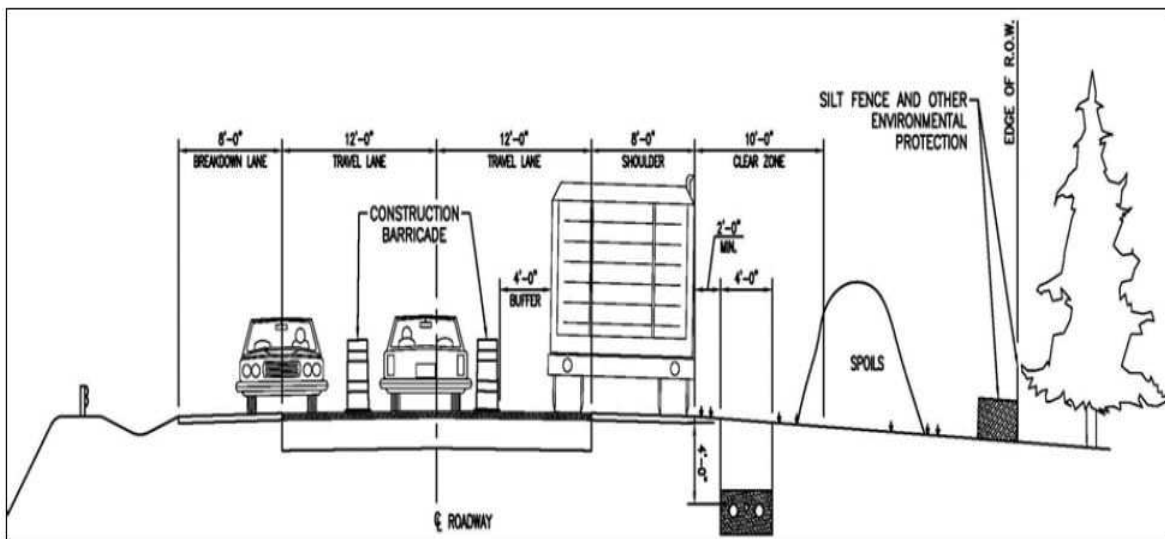 EDGE OF R.O.W.
SILT FENCE AND OTHER
ENVIRONMENTAL
PROTECTION
8'-0"
12'-0"
12'-0"
8'-0"
10'-0"
BREAKDOWN LANE
TRAVEL LANE
TRAVEL LANE
SHOULDER
CLEAR ZONE
CONSTRUCTION
BARRICADE
2'-0"
MIN.
4'-0"
BUFFER
4'-0"
SPOILS
4'-0"
℄ ROADWAY